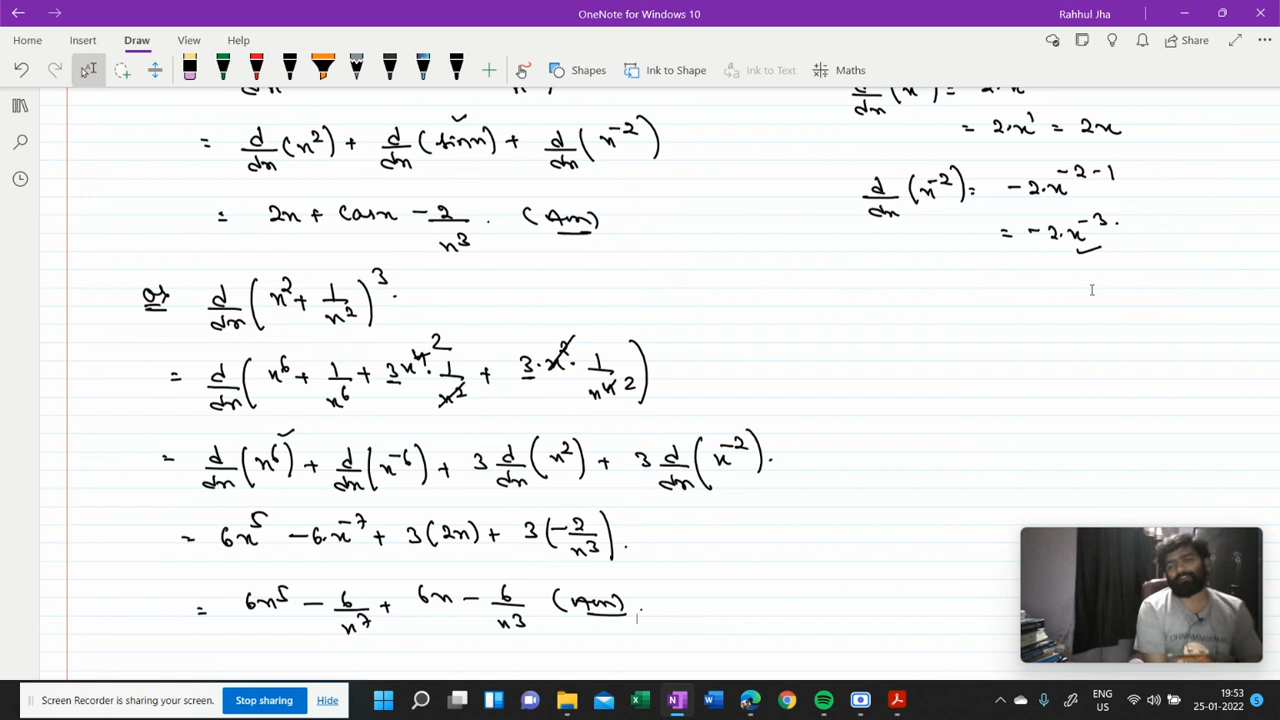 OneNote for Windows 10
Rahhul Jha
Home Insert Draw View Help
Share
Shapes Ink to Shape Ink to Text Maths
= d/dx (x²) + d/dx (sinx) + d/dx (x⁻²)
= 2x + cosx - 2/x³ . (Ans)
Or d/dx (x² + 1/x²)³.
= d/dx (x⁶ + 1/x⁶ + 3x⁴² · 1/x² + 3·x²· 1/x⁴ 2)
= d/dx (x⁶) + d/dx (x⁻⁶) + 3 d/dx (x²) + 3 d/dx (x⁻²).
= 6x⁵ - 6·x⁻⁷ + 3(2x) + 3(-2/x³).
= 6x⁵ - 6/x⁷ + 6x - 6/x³ (Ans).
= 2·x¹ = 2x
d/dx (x⁻²) = -2·x⁻²⁻¹
= -2·x⁻³.
Screen Recorder is sharing your screen. Stop sharing Hide
ENG
IN
19:53
25-01-2022